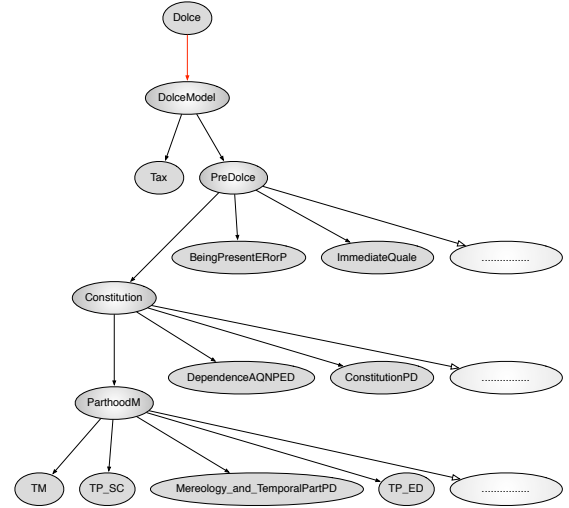 Dolce
DolceModel
Tax
PreDolce
BeingPresentERorP
ImmediateQuale
...............
Constitution
DependenceAQNPED
ConstitutionPD
...............
ParthoodM
TM
TP_SC
Mereology_and_TemporalPartPD
TP_ED
...............